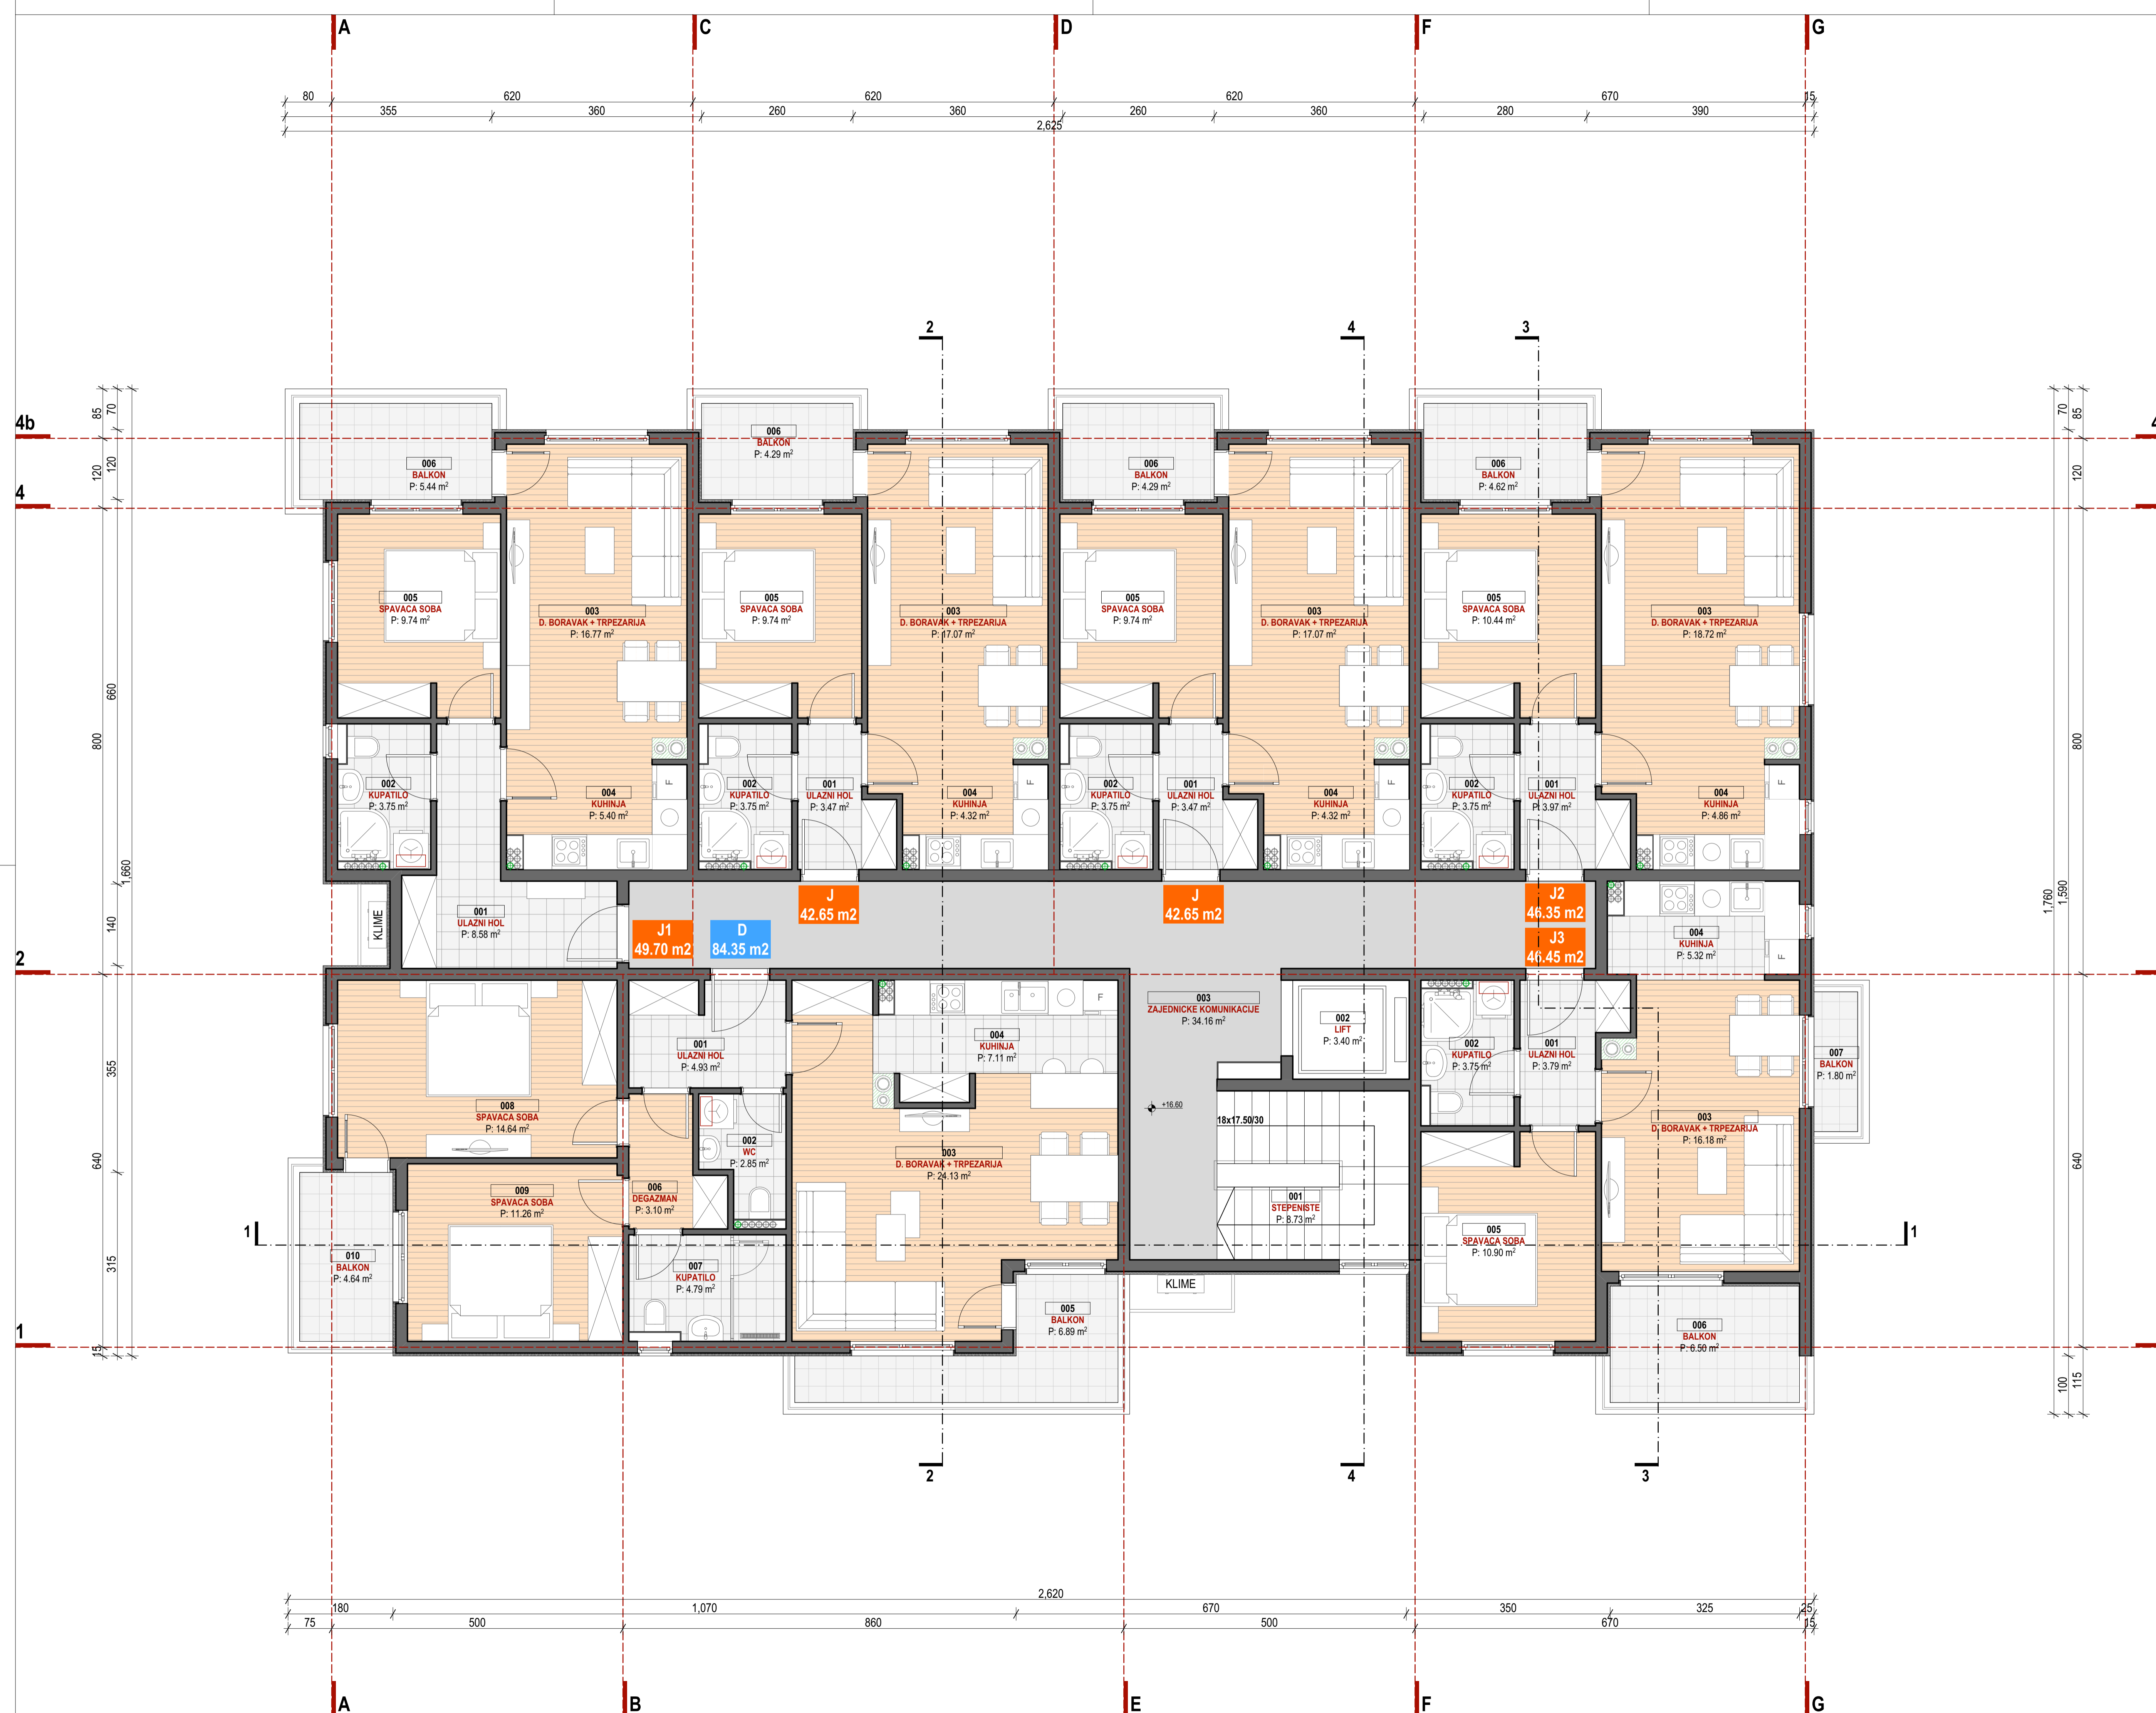 A
C
D
F
G
80
620
620
620
670
15
355
360
260
360
260
360
280
390
2,625
2
4
3
4b
4
2
1
4
85
70
120
120
660
800
1,660
140
355
640
315
15
70
85
120
800
1,590
1,760
640
100
115
006
BALKON
P: 5.44 m²
006
BALKON
P: 4.29 m²
006
BALKON
P: 4.29 m²
006
BALKON
P: 4.62 m²
005
SPAVACA SOBA
P: 9.74 m²
003
D. BORAVAK + TRPEZARIJA
P: 16.77 m²
005
SPAVACA SOBA
P: 9.74 m²
003
D. BORAVAK + TRPEZARIJA
P: 17.07 m²
005
SPAVACA SOBA
P: 9.74 m²
003
D. BORAVAK + TRPEZARIJA
P: 17.07 m²
005
SPAVACA SOBA
P: 10.44 m²
003
D. BORAVAK + TRPEZARIJA
P: 18.72 m²
002
KUPATILO
P: 3.75 m²
004
KUHINJA
P: 5.40 m²
F
002
KUPATILO
P: 3.75 m²
001
ULAZNI HOL
P: 3.47 m²
004
KUHINJA
P: 4.32 m²
F
002
KUPATILO
P: 3.75 m²
001
ULAZNI HOL
P: 3.47 m²
004
KUHINJA
P: 4.32 m²
F
002
KUPATILO
P: 3.75 m²
001
ULAZNI HOL
P: 3.97 m²
004
KUHINJA
P: 4.86 m²
F
KLIME
001
ULAZNI HOL
P: 8.58 m²
J1
49.70 m2
D
84.35 m2
J
42.65 m2
J
42.65 m2
J2
46.35 m2
J3
46.45 m2
004
KUHINJA
P: 5.32 m²
F
008
SPAVACA SOBA
P: 14.64 m²
001
ULAZNI HOL
P: 4.93 m²
004
KUHINJA
P: 7.11 m²
F
003
ZAJEDNICKE KOMUNIKACIJE
P: 34.16 m²
002
LIFT
P: 3.40 m²
+16.60
18x17.50/30
002
KUPATILO
P: 3.75 m²
001
ULAZNI HOL
P: 3.79 m²
007
BALKON
P: 1.80 m²
003
D. BORAVAK + TRPEZARIJA
P: 16.18 m²
002
WC
P: 2.85 m²
003
D. BORAVAK + TRPEZARIJA
P: 24.13 m²
009
SPAVACA SOBA
P: 11.26 m²
006
DEGAZMAN
P: 3.10 m²
001
STEPENISTE
P: 8.73 m²
005
SPAVACA SOBA
P: 10.90 m²
1
1
010
BALKON
P: 4.64 m²
007
KUPATILO
P: 4.79 m²
KLIME
005
BALKON
P: 6.89 m²
006
BALKON
P: 6.50 m²
2
4
3
2,620
180
1,070
670
350
325
25
75
500
860
500
670
15
A
B
E
F
G